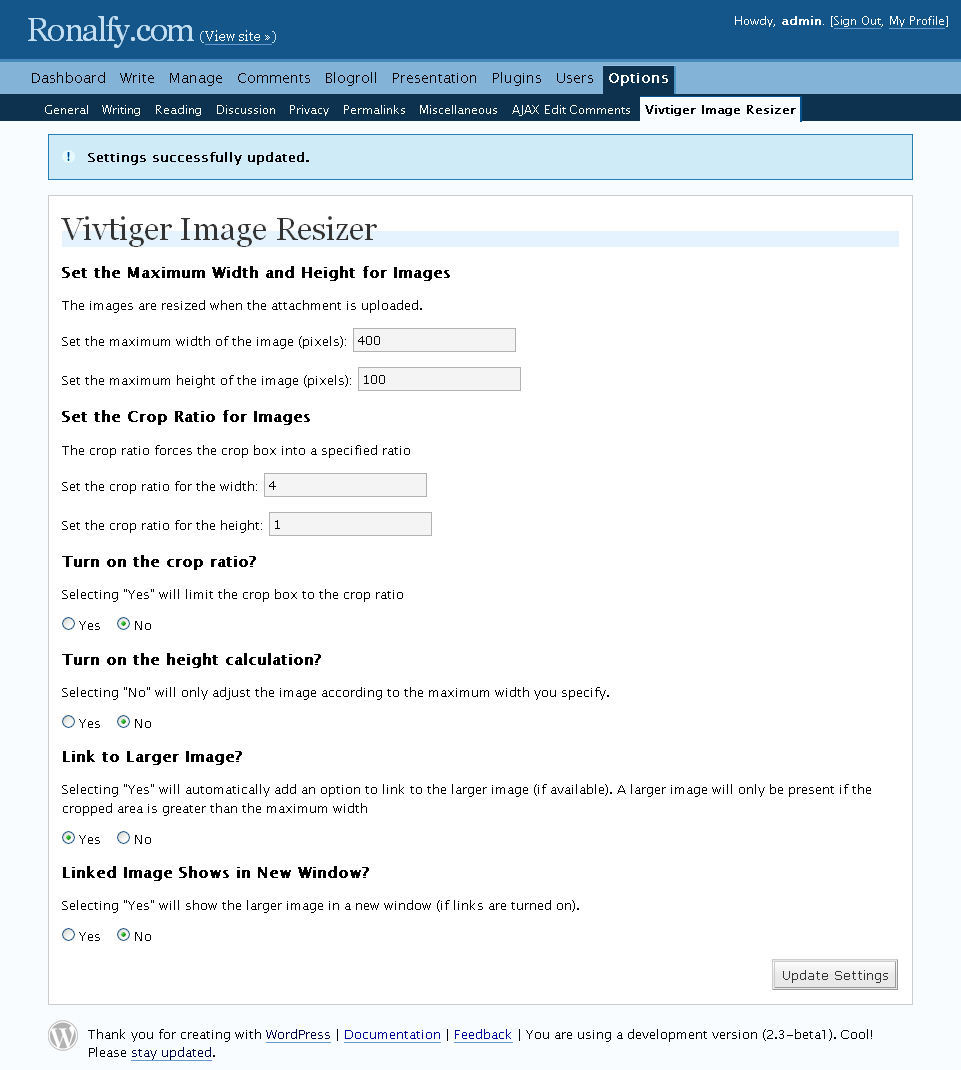 Ronalfy.com (View site »)
Howdy, admin. [Sign Out, My Profile]
Dashboard Write Manage Comments Blogroll Presentation Plugins Users Options
General Writing Reading Discussion Privacy Permalinks Miscellaneous AJAX Edit Comments Vivtiger Image Resizer
! Settings successfully updated.
Vivtiger Image Resizer
Set the Maximum Width and Height for Images
The images are resized when the attachment is uploaded.
Set the maximum width of the image (pixels): 400
Set the maximum height of the image (pixels): 100
Set the Crop Ratio for Images
The crop ratio forces the crop box into a specified ratio
Set the crop ratio for the width: 4
Set the crop ratio for the height: 1
Turn on the crop ratio?
Selecting "Yes" will limit the crop box to the crop ratio
Yes No
Turn on the height calculation?
Selecting "No" will only adjust the image according to the maximum width you specify.
Yes No
Link to Larger Image?
Selecting "Yes" will automatically add an option to link to the larger image (if available). A larger image will only be present if the
cropped area is greater than the maximum width
Yes No
Linked Image Shows in New Window?
Selecting "Yes" will show the larger image in a new window (if links are turned on).
Yes No
Update Settings
Thank you for creating with WordPress | Documentation | Feedback | You are using a development version (2.3-beta1). Cool!
Please stay updated.